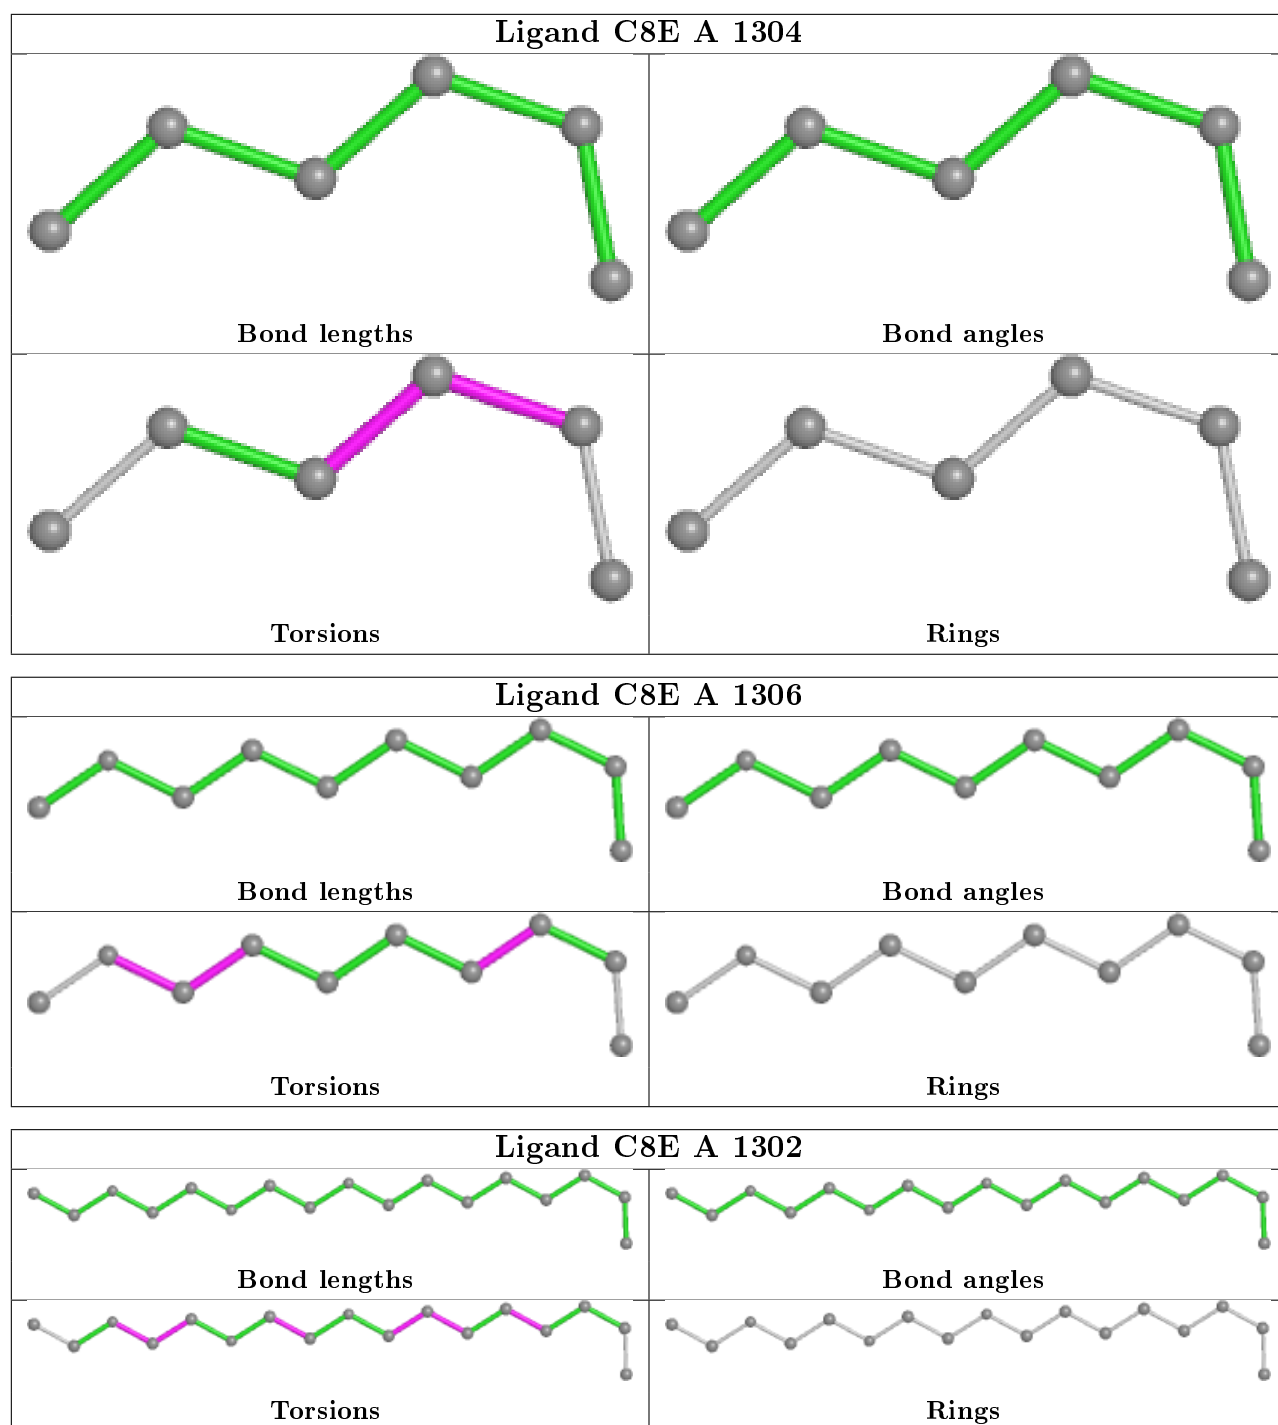 Ligand C8E A 1304
Bond lengths
Bond angles
Torsions
Rings
Ligand C8E A 1306
Bond lengths
Bond angles
Torsions
Rings
Ligand C8E A 1302
Bond lengths
Bond angles
Torsions
Rings